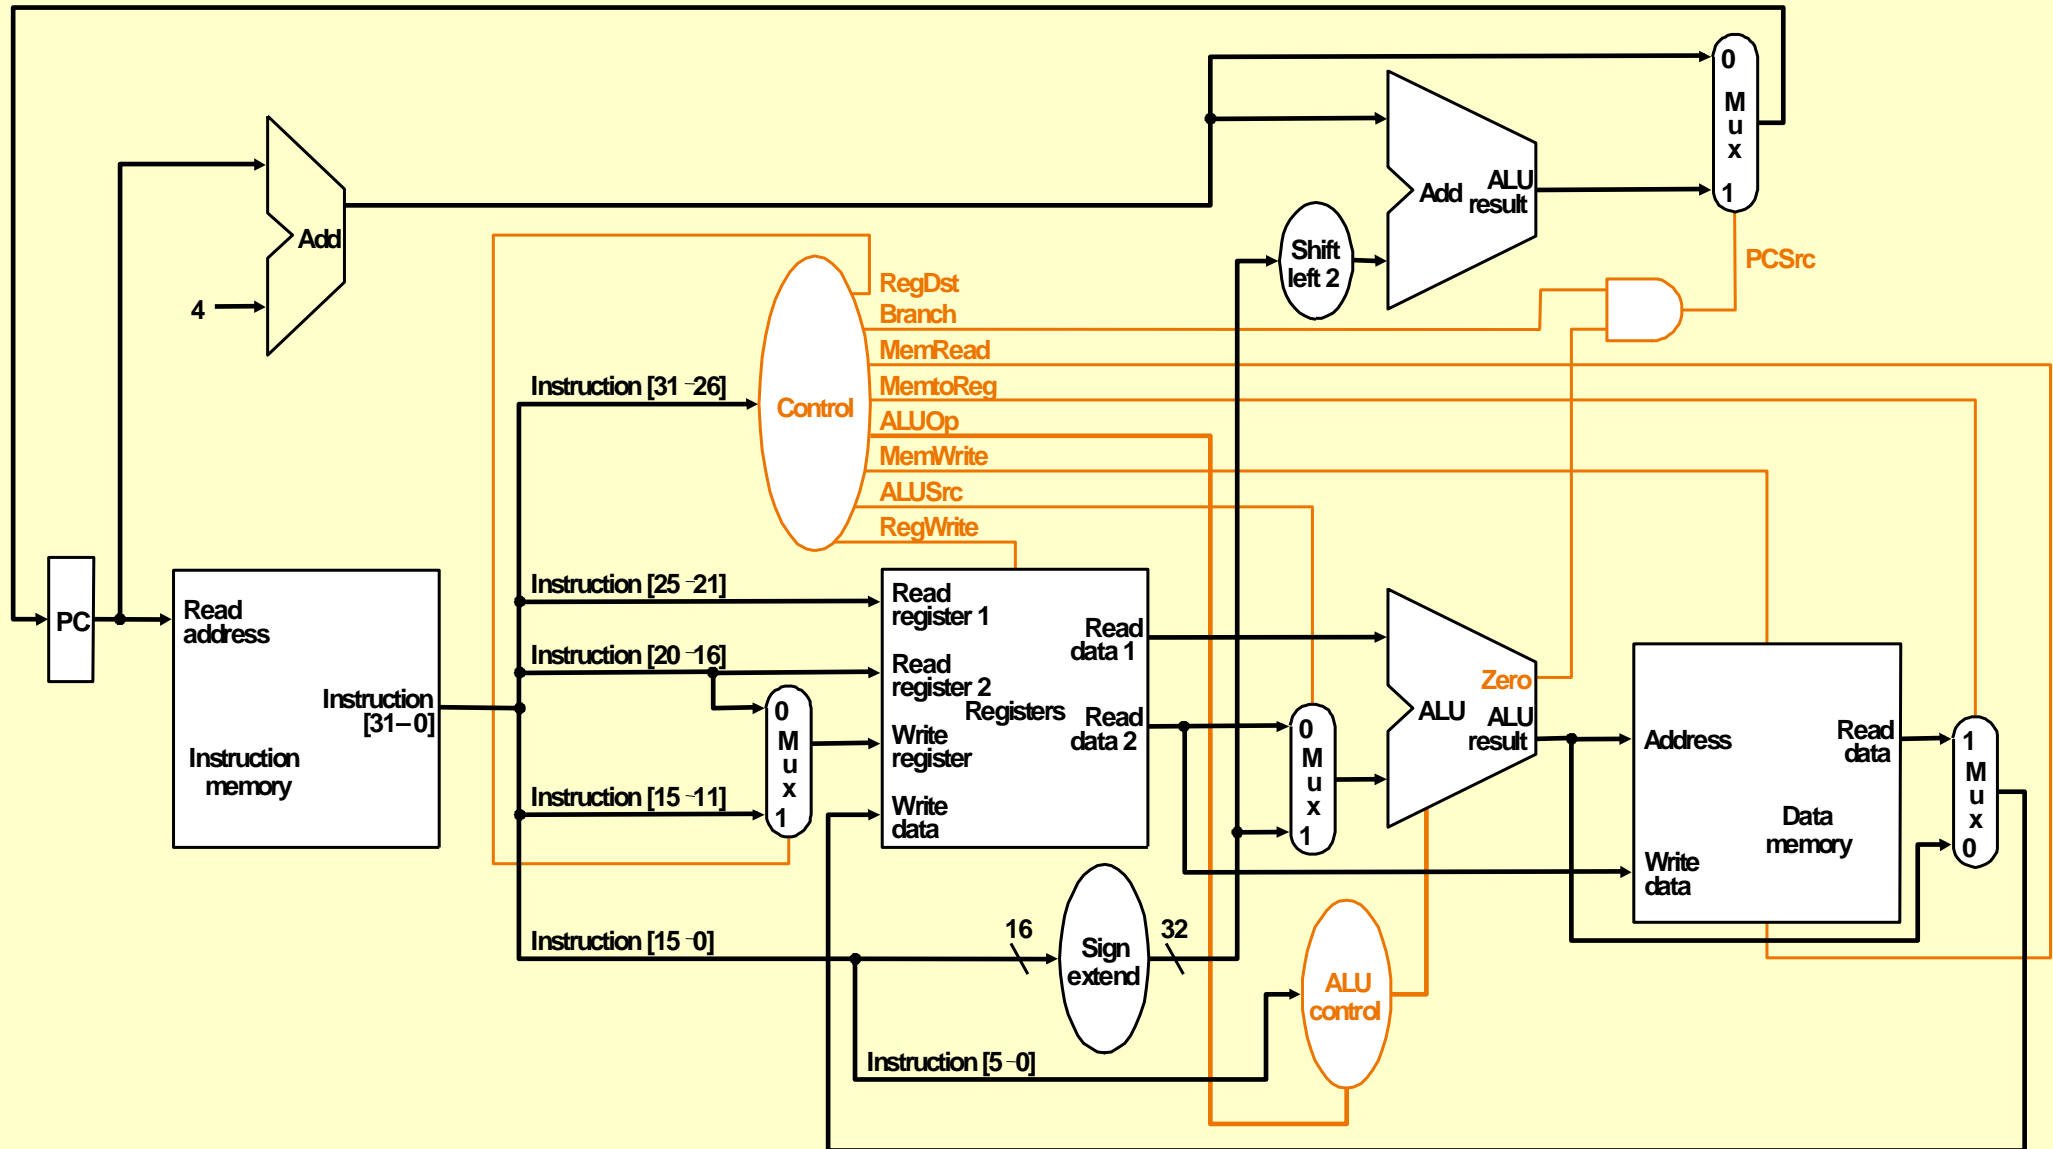 0
M
u
x
1
Add
ALU
result
Shift
left 2
PCSrc
Add
4
RegDst
Branch
MemRead
MemtoReg
ALUOp
MemWrite
ALUSrc
RegWrite
Control
Instruction [31–26]
Instruction [25–21]
Instruction [20–16]
Instruction [15–11]
Instruction [15–0]
Instruction [5–0]
PC
Read
address
Instruction
[31–0]
Instruction
memory
0
M
u
x
1
Read
register 1
Read
register 2
Write
register
Write
data
Registers
Read
data 1
Read
data 2
0
M
u
x
1
Zero
ALU
ALU
result
Address
Write
data
Read
data
Data
memory
1
M
u
x
0
16
Sign
extend
32
ALU
control